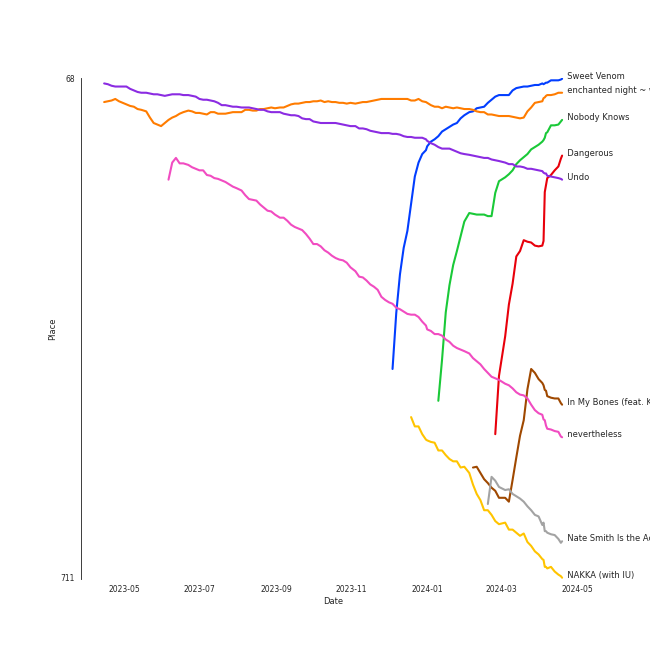 68
Sweet Venom
enchanted night ~
Nobody Knows
Dangerous
Undo
Place
In My Bones (feat.
nevertheless
Nate Smith Is the
NAKKA (with IU)
711
2023-05 2023-07 2023-09 2023-11 2024-01 2024-03 2024-05
Date